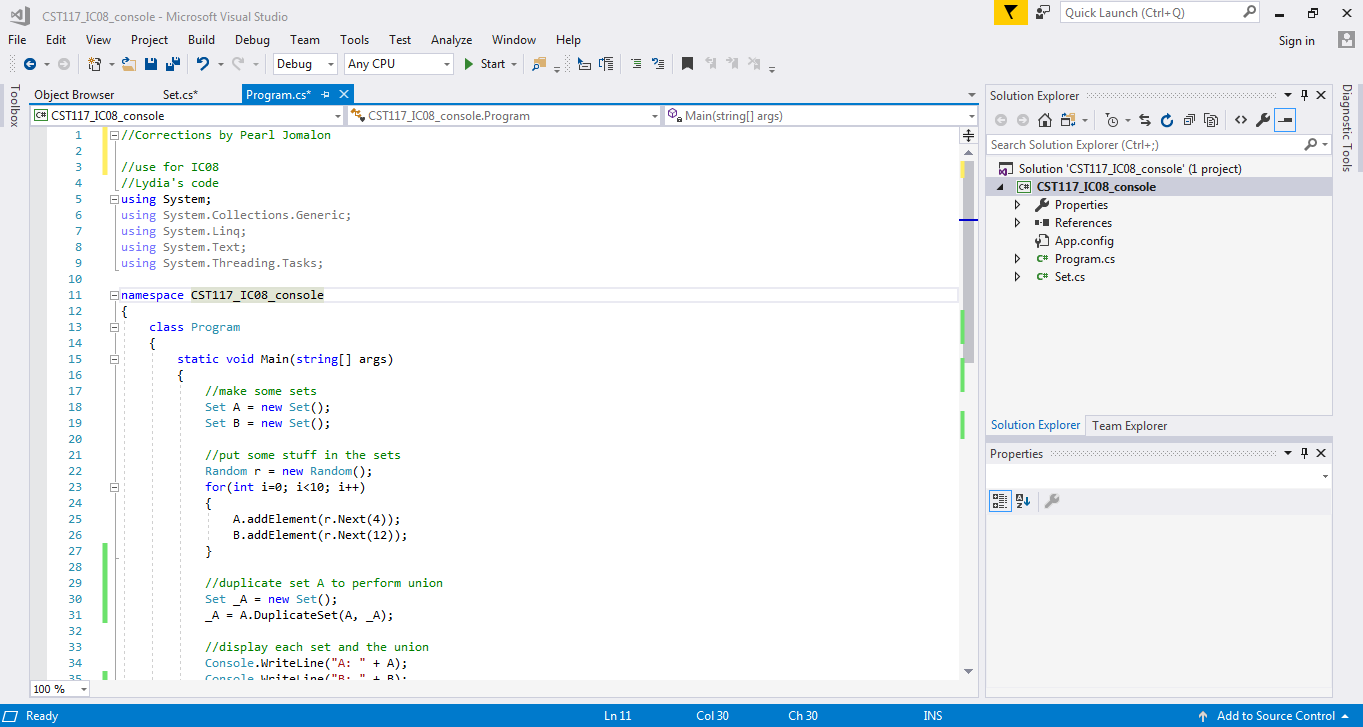 CST117_IC08_console - Microsoft Visual Studio
Quick Launch (Ctrl+Q)
File Edit View Project Build Debug Team Tools Test Analyze Window Help
Sign in
Debug Any CPU Start
Toolbox
Object Browser Set.cs* Program.cs*
C# CST117_IC08_console CST117_IC08_console.Program Main(string[] args)
1 //Corrections by Pearl Jomalon
2
3 //use for IC08
4 //Lydia's code
5 using System;
6 using System.Collections.Generic;
7 using System.Linq;
8 using System.Text;
9 using System.Threading.Tasks;
10
11 namespace CST117_IC08_console
12 {
13 class Program
14 {
15 static void Main(string[] args)
16 {
17 //make some sets
18 Set A = new Set();
19 Set B = new Set();
20
21 //put some stuff in the sets
22 Random r = new Random();
23 for(int i=0; i<10; i++)
24 {
25 A.addElement(r.Next(4));
26 B.addElement(r.Next(12));
27 }
28
29 //duplicate set A to perform union
30 Set _A = new Set();
31 _A = A.DuplicateSet(A, _A);
32
33 //display each set and the union
34 Console.WriteLine("A: " + A);
35 Console.WriteLine("B: " + B);
100 %
Solution Explorer
Search Solution Explorer (Ctrl+;)
Solution 'CST117_IC08_console' (1 project)
C# CST117_IC08_console
Properties
References
App.config
C# Program.cs
C# Set.cs
Solution Explorer Team Explorer
Properties
Diagnostic Tools
Ready Ln 11 Col 30 Ch 30 INS Add to Source Control